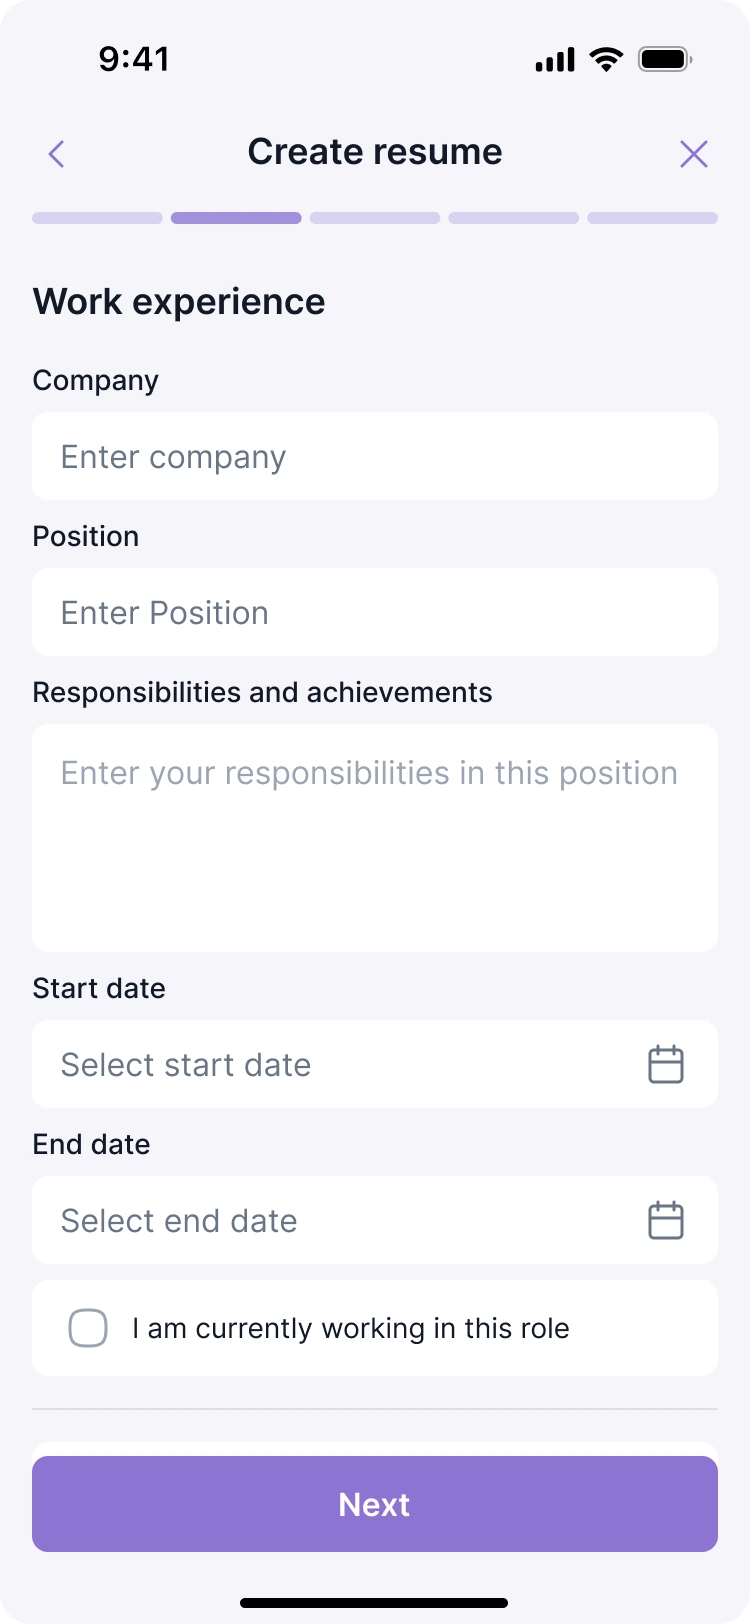 9:41
Create resume
Work experience
Company
Enter company
Position
Enter Position
Responsibilities and achievements
Enter your responsibilities in this position
Start date
Select start date
End date
Select end date
I am currently working in this role
Next